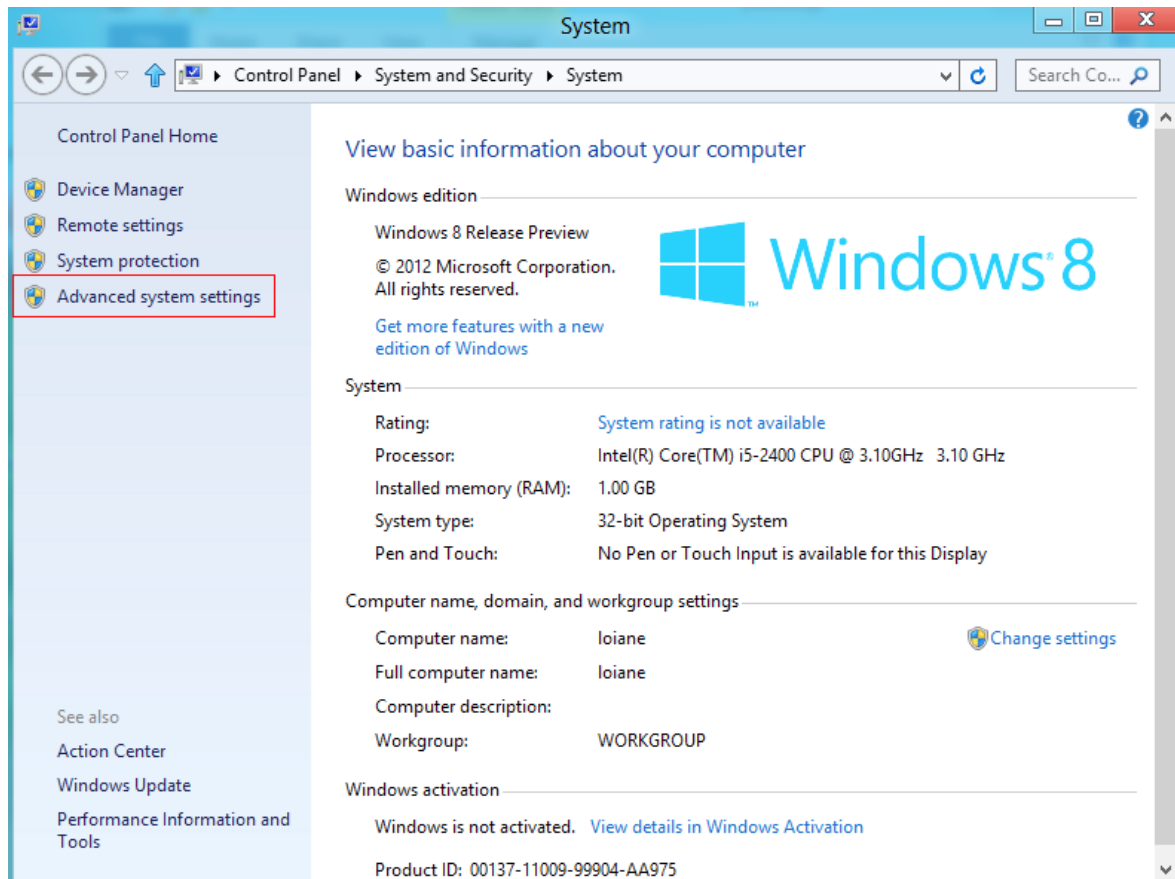 System
Control Panel ▸ System and Security ▸ System
Search Co...
Control Panel Home
Device Manager
Remote settings
System protection
Advanced system settings
See also
Action Center
Windows Update
Performance Information and
Tools
View basic information about your computer
Windows edition
Windows 8 Release Preview
© 2012 Microsoft Corporation.
All rights reserved.
Get more features with a new
edition of Windows
Windows® 8
TM
System
Rating: System rating is not available
Processor: Intel(R) Core(TM) i5-2400 CPU @ 3.10GHz 3.10 GHz
Installed memory (RAM): 1.00 GB
System type: 32-bit Operating System
Pen and Touch: No Pen or Touch Input is available for this Display
Computer name, domain, and workgroup settings
Computer name: loiane
Change settings
Full computer name: loiane
Computer description:
Workgroup: WORKGROUP
Windows activation
Windows is not activated. View details in Windows Activation
Product ID: 00137-11009-99904-AA975